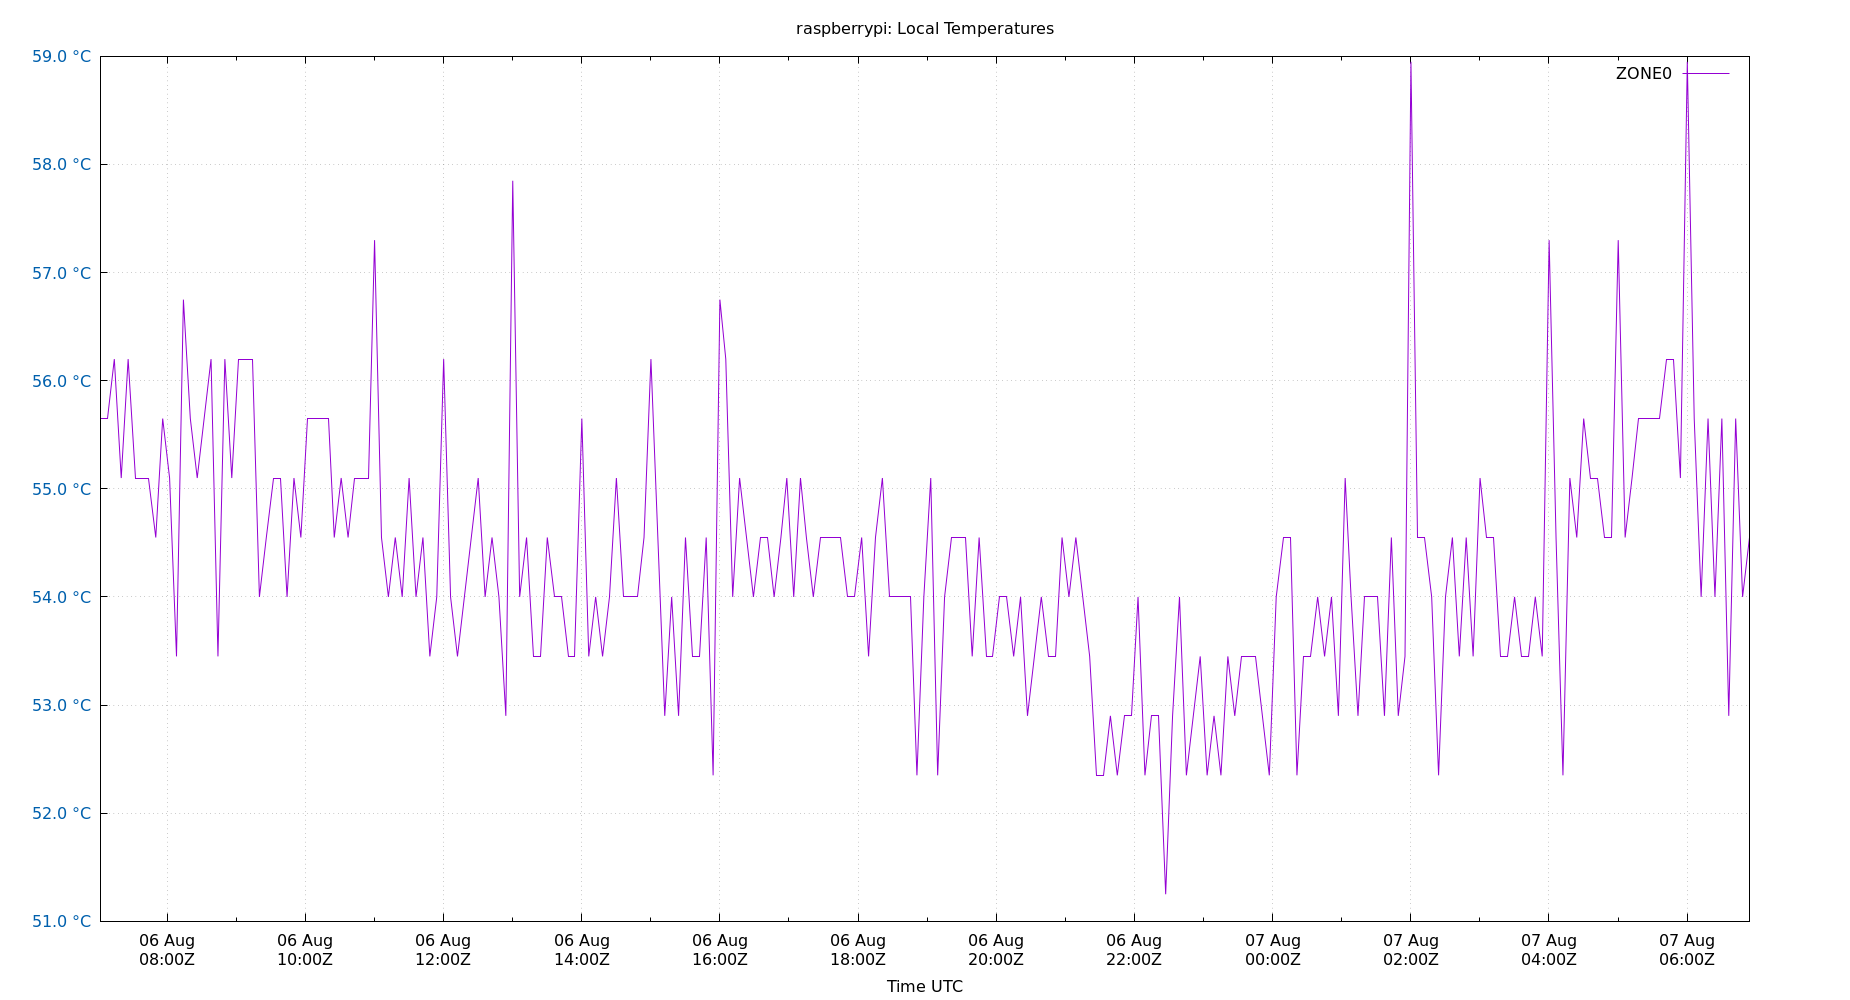 raspberrypi: Local Temperatures
59.0 °C
ZONE0
58.0 °C
57.0 °C
56.0 °C
55.0 °C
54.0 °C
53.0 °C
52.0 °C
51.0 °C
06 Aug 06 Aug 06 Aug 06 Aug 06 Aug 06 Aug 06 Aug 06 Aug 07 Aug 07 Aug 07 Aug 07 Aug
08:00Z 10:00Z 12:00Z 14:00Z 16:00Z 18:00Z 20:00Z 22:00Z 00:00Z 02:00Z 04:00Z 06:00Z
Time UTC